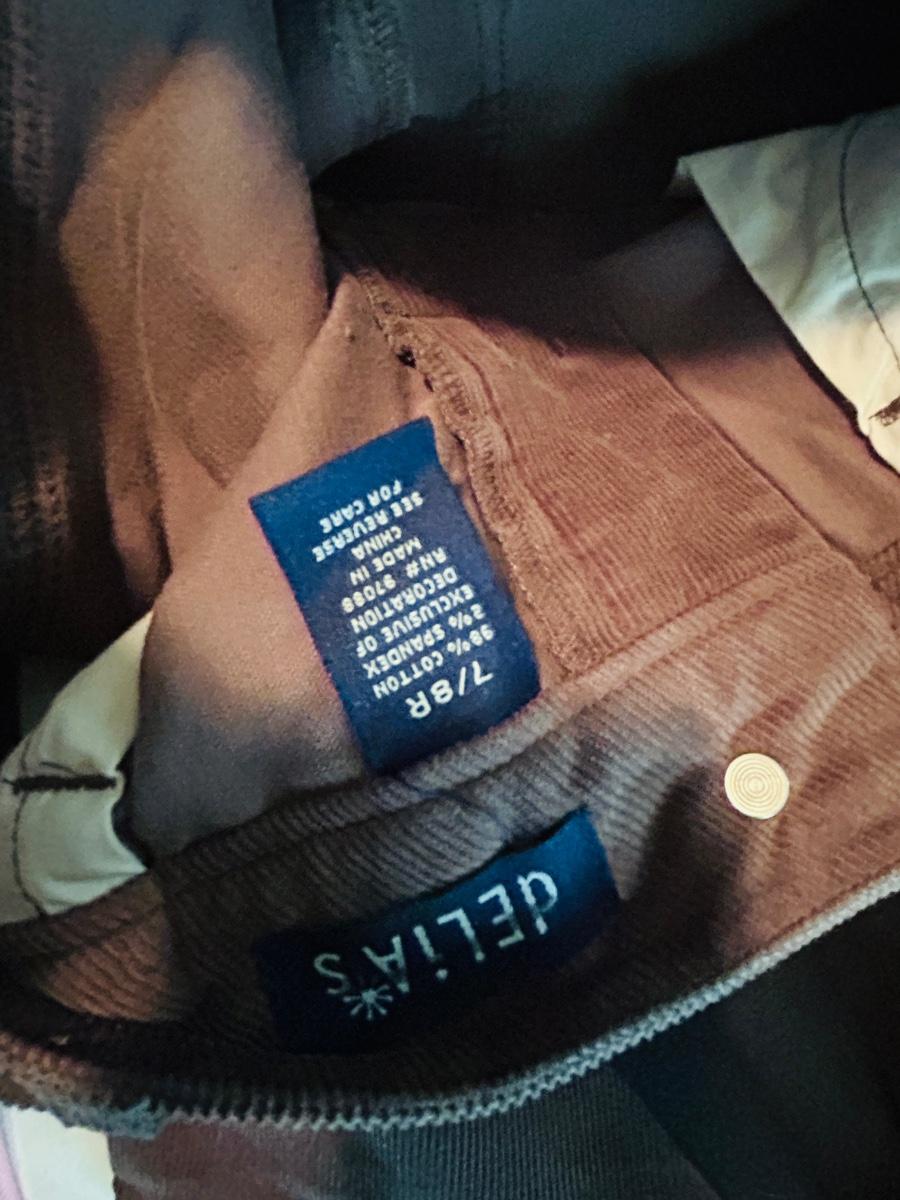 dELiA*S
7/8R
98% COTTON
2% SPANDEX
EXCLUSIVE OF
DECORATION
RN# 97088
MADE IN
CHINA
SEE REVERSE
FOR CARE